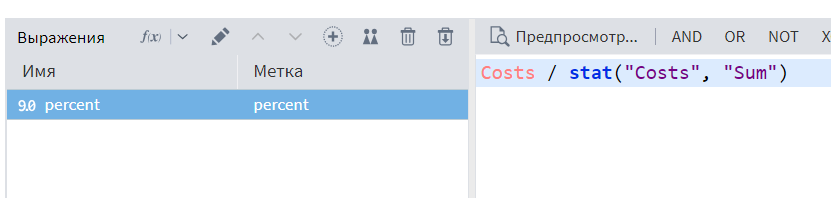 Выражения f(x)
Имя Метка
9.0 percent percent
Предпросмотр... AND OR NOT X
Costs / stat("Costs", "Sum")